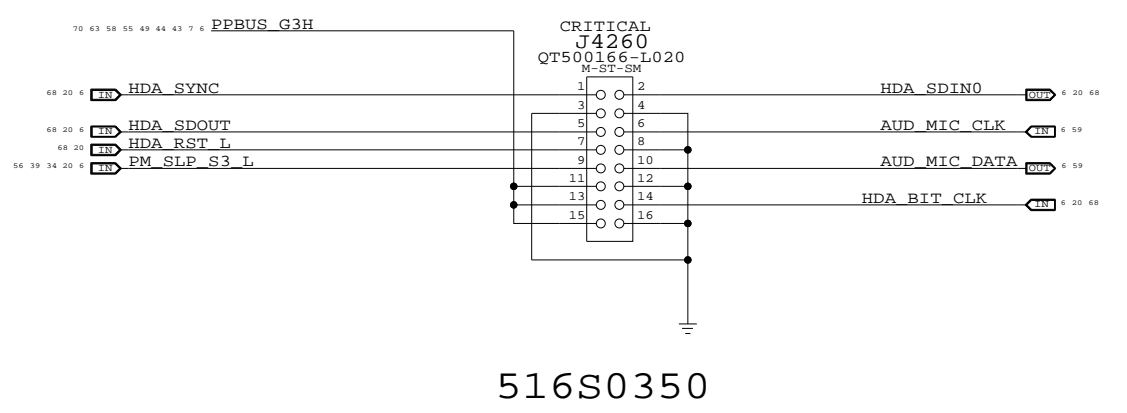 70 63 58 55 49 44 43 7 6 PPBUS_G3H
CRITICAL
J4260
QT500166-L020
M-ST-SM
68 20 6 IN HDA_SYNC 1 2 HDA_SDIN0 OUT 6 20 68
3 4
68 20 6 IN HDA_SDOUT 5 6 AUD_MIC_CLK IN 6 59
68 20 IN HDA_RST_L 7 8
56 39 34 20 6 IN PM_SLP_S3_L 9 10 AUD_MIC_DATA OUT 6 59
11 12
13 14 HDA_BIT_CLK IN 6 20 68
15 16
516S0350